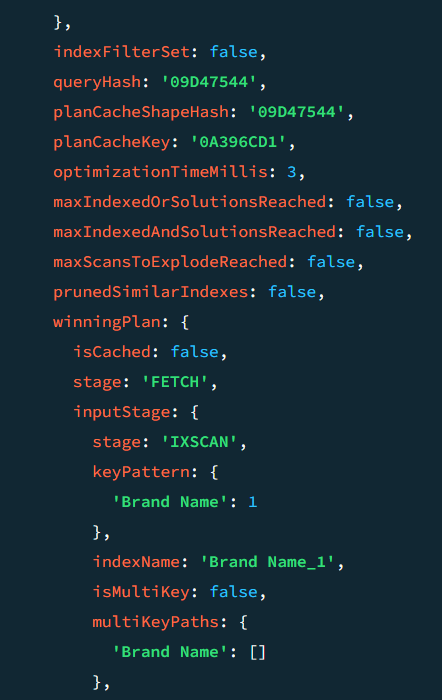 },
indexFilterSet: false,
queryHash: '09D47544',
planCacheShapeHash: '09D47544',
planCacheKey: '0A396CD1',
optimizationTimeMillis: 3,
maxIndexedOrSolutionsReached: false,
maxIndexedAndSolutionsReached: false,
maxScansToExplodeReached: false,
prunedSimilarIndexes: false,
winningPlan: {
isCached: false,
stage: 'FETCH',
inputStage: {
stage: 'IXSCAN',
keyPattern: {
'Brand Name': 1
},
indexName: 'Brand Name_1',
isMultiKey: false,
multiKeyPaths: {
'Brand Name': []
},